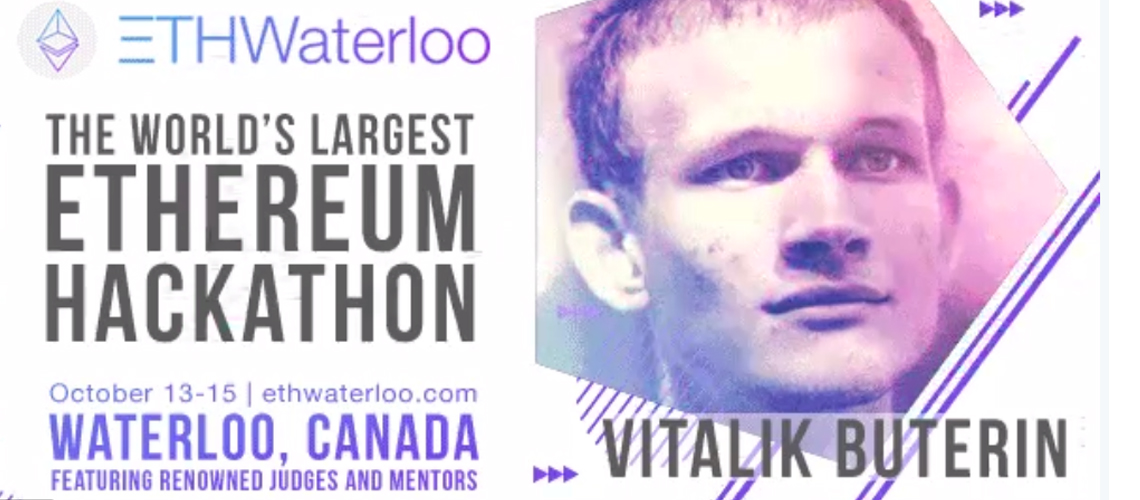 ETHWaterloo
THE WORLD'S LARGEST
ETHEREUM
HACKATHON
October 13-15 | ethwaterloo.com
WATERLOO, CANADA
FEATURING RENOWNED JUDGES AND MENTORS
VITALIK BUTERIN